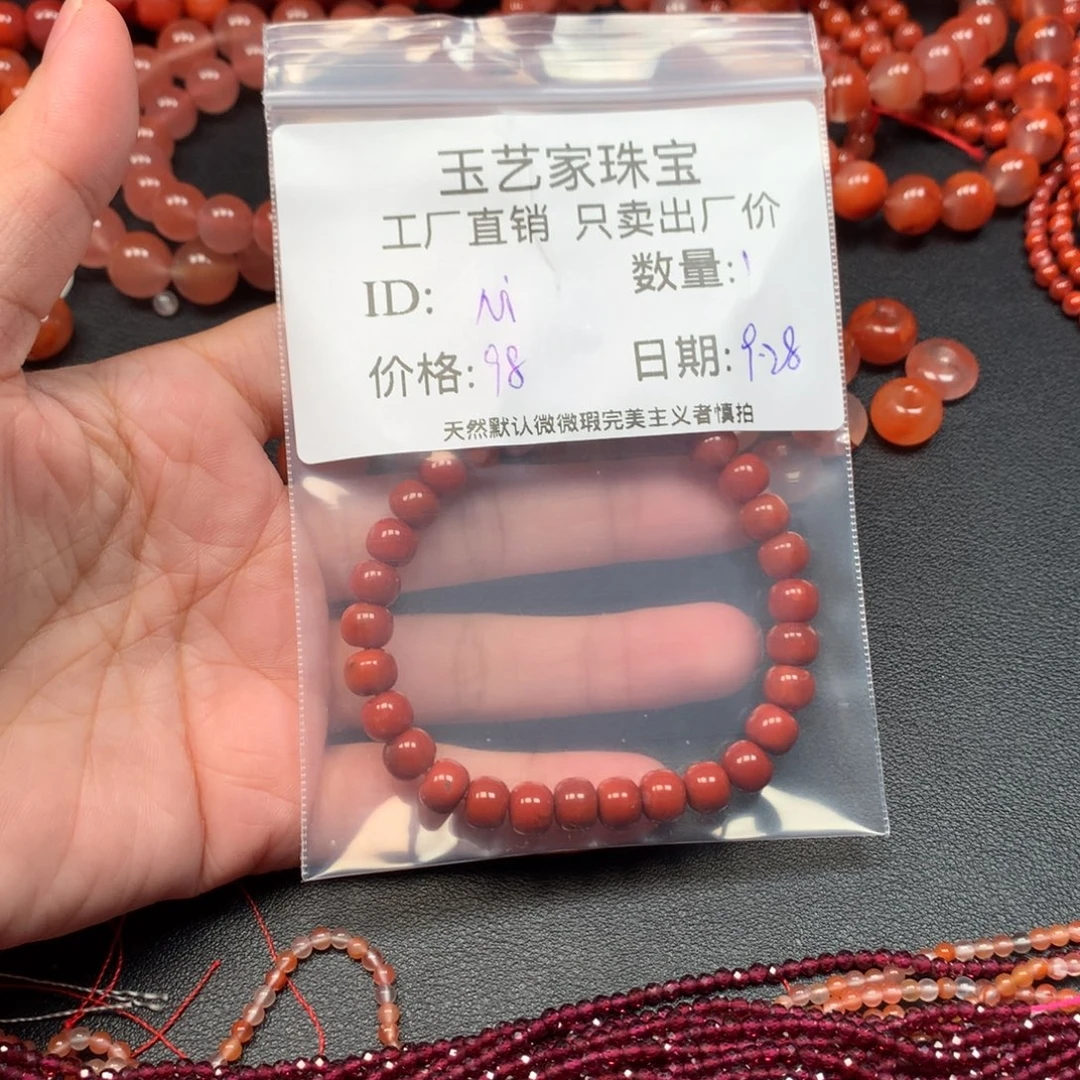 玉艺家珠宝
工厂直销 只卖出厂价
ID: Ni 数量: 1
价格: 98 日期: 9.28
天然默认微微瑕完美主义者慎拍